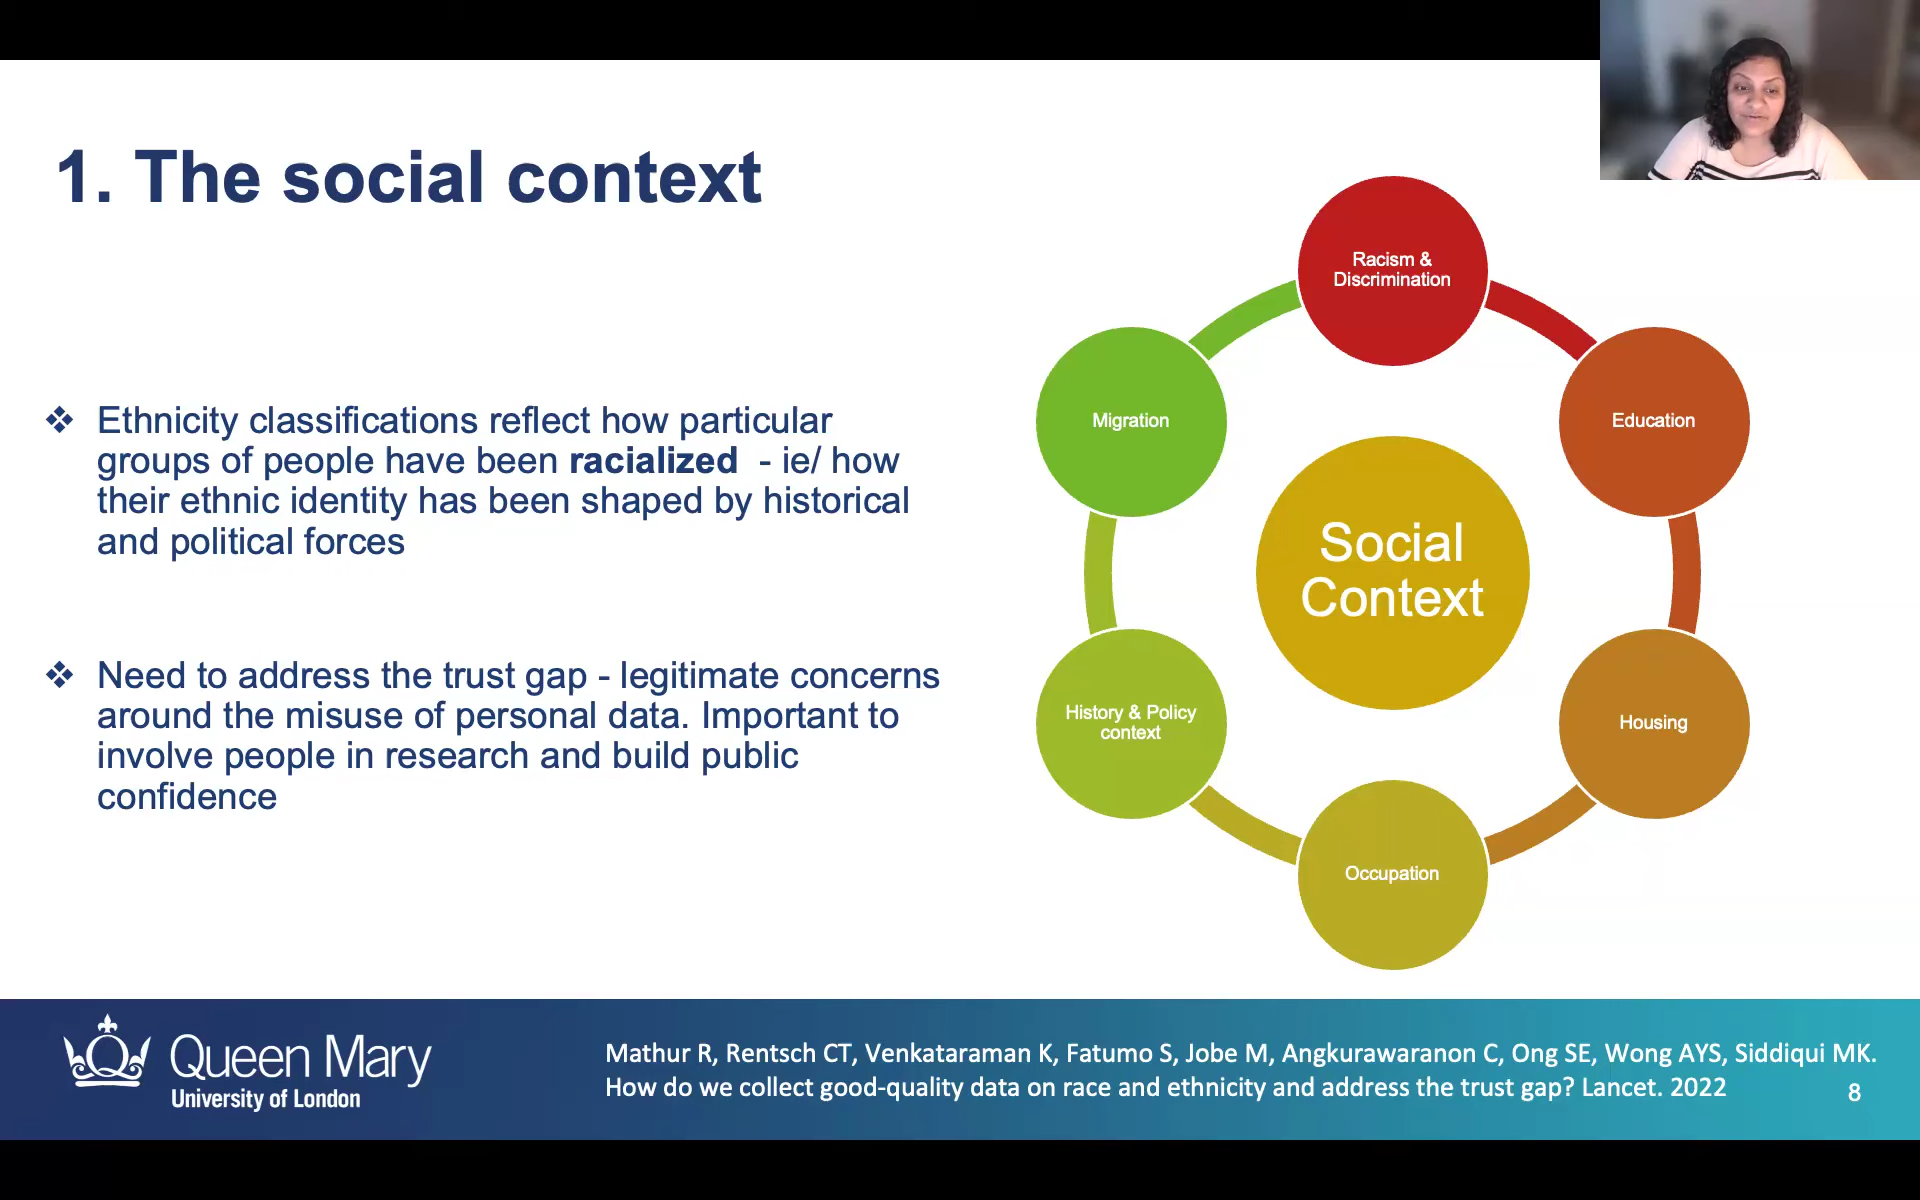 1. The social context
❖ Ethnicity classifications reflect how particular
groups of people have been racialized - ie/ how
their ethnic identity has been shaped by historical
and political forces
❖ Need to address the trust gap - legitimate concerns
around the misuse of personal data. Important to
involve people in research and build public
confidence
Racism &
Discrimination
Education
Housing
Occupation
History & Policy
context
Migration
Social
Context
Queen Mary
University of London
Mathur R, Rentsch CT, Venkataraman K, Fatumo S, Jobe M, Angkurawaranon C, Ong SE, Wong AYS, Siddiqui MK.
How do we collect good-quality data on race and ethnicity and address the trust gap? Lancet. 2022
8